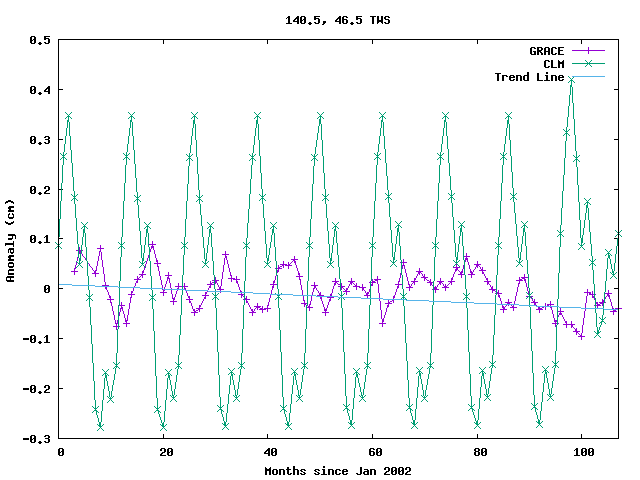 140.5, 46.5 TWS
GRACE
CLM
Trend Line
0.5
0.4
0.3
0.2
0.1
0
-0.1
-0.2
-0.3
Anomaly (cm)
0 20 40 60 80 100
Months since Jan 2002